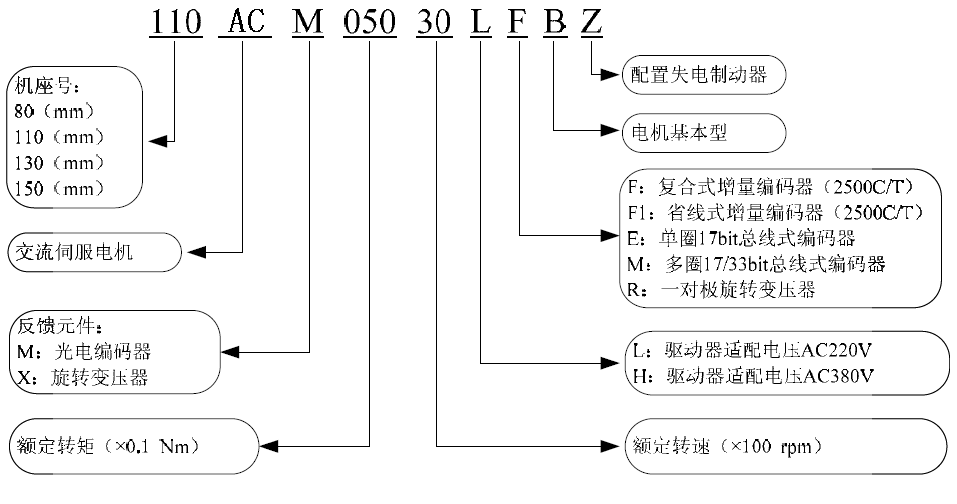 110 AC M 050 30 L F B Z
机座号：
80（mm）
110（mm）
130（mm）
150（mm）
交流伺服电机
反馈元件：
M：光电编码器
X：旋转变压器
额定转矩（×0.1 Nm）
配置失电制动器
电机基本型
F：复合式增量编码器（2500C/T）
F1：省线式增量编码器（2500C/T）
E：单圈17bit总线式编码器
M：多圈17/33bit总线式编码器
R：一对极旋转变压器
L：驱动器适配电压AC220V
H：驱动器适配电压AC380V
额定转速（×100 rpm）